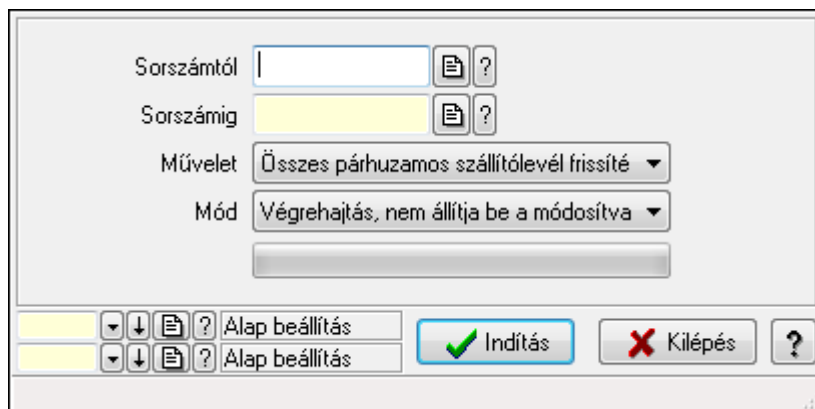 Sorszámtól ?
Sorszámig ?
Művelet Összes párhuzamos szállítólevél frissíté
Mód Végrehajtás, nem állítja be a módosítva
? Alap beállítás
? Alap beállítás
Indítás Kilépés ?